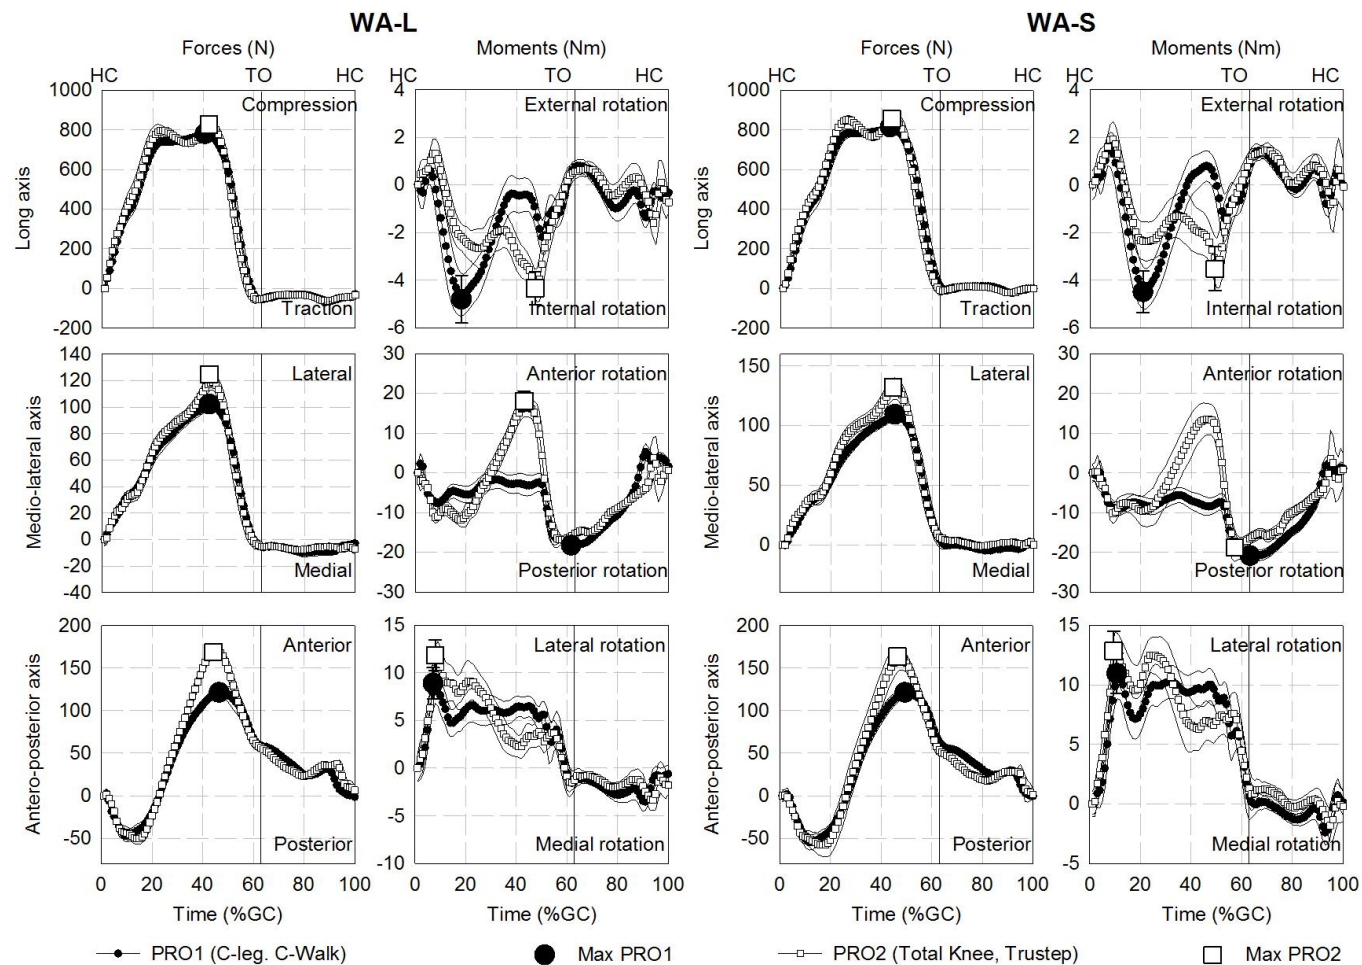 WA-L
WA-S
Forces (N)
Moments (Nm)
Forces (N)
Moments (Nm)
HC TO HC TO HC
HC TO HC TO HC
Long axis
1000
800
600
400
200
0
-200
Compression
Traction
4
2
0
-2
-4
-6
External rotation
Internal rotation
Long axis
1000
800
600
400
200
0
-200
Compression
Traction
4
2
0
-2
-4
-6
External rotation
Internal rotation
Medio-lateral axis
140
120
100
80
60
40
20
0
-20
-40
Lateral
Medial
30
20
10
0
-10
-20
-30
Anterior rotation
Posterior rotation
Medio-lateral axis
150
100
50
0
Lateral
Medial
30
20
10
0
-10
-20
-30
Anterior rotation
Posterior rotation
Antero-posterior axis
200
150
100
50
0
-50
Anterior
Posterior
15
10
5
0
-5
-10
Lateral rotation
Medial rotation
Antero-posterior axis
200
150
100
50
0
-50
Anterior
Posterior
15
10
5
0
-5
Lateral rotation
Medial rotation
0 20 40 60 80 100
0 20 40 60 80 100
0 20 40 60 80 100
0 20 40 60 80 100
Time (%GC)
Time (%GC)
Time (%GC)
Time (%GC)
PRO1 (C-leg. C-Walk)
Max PRO1
PRO2 (Total Knee, Trustep)
Max PRO2